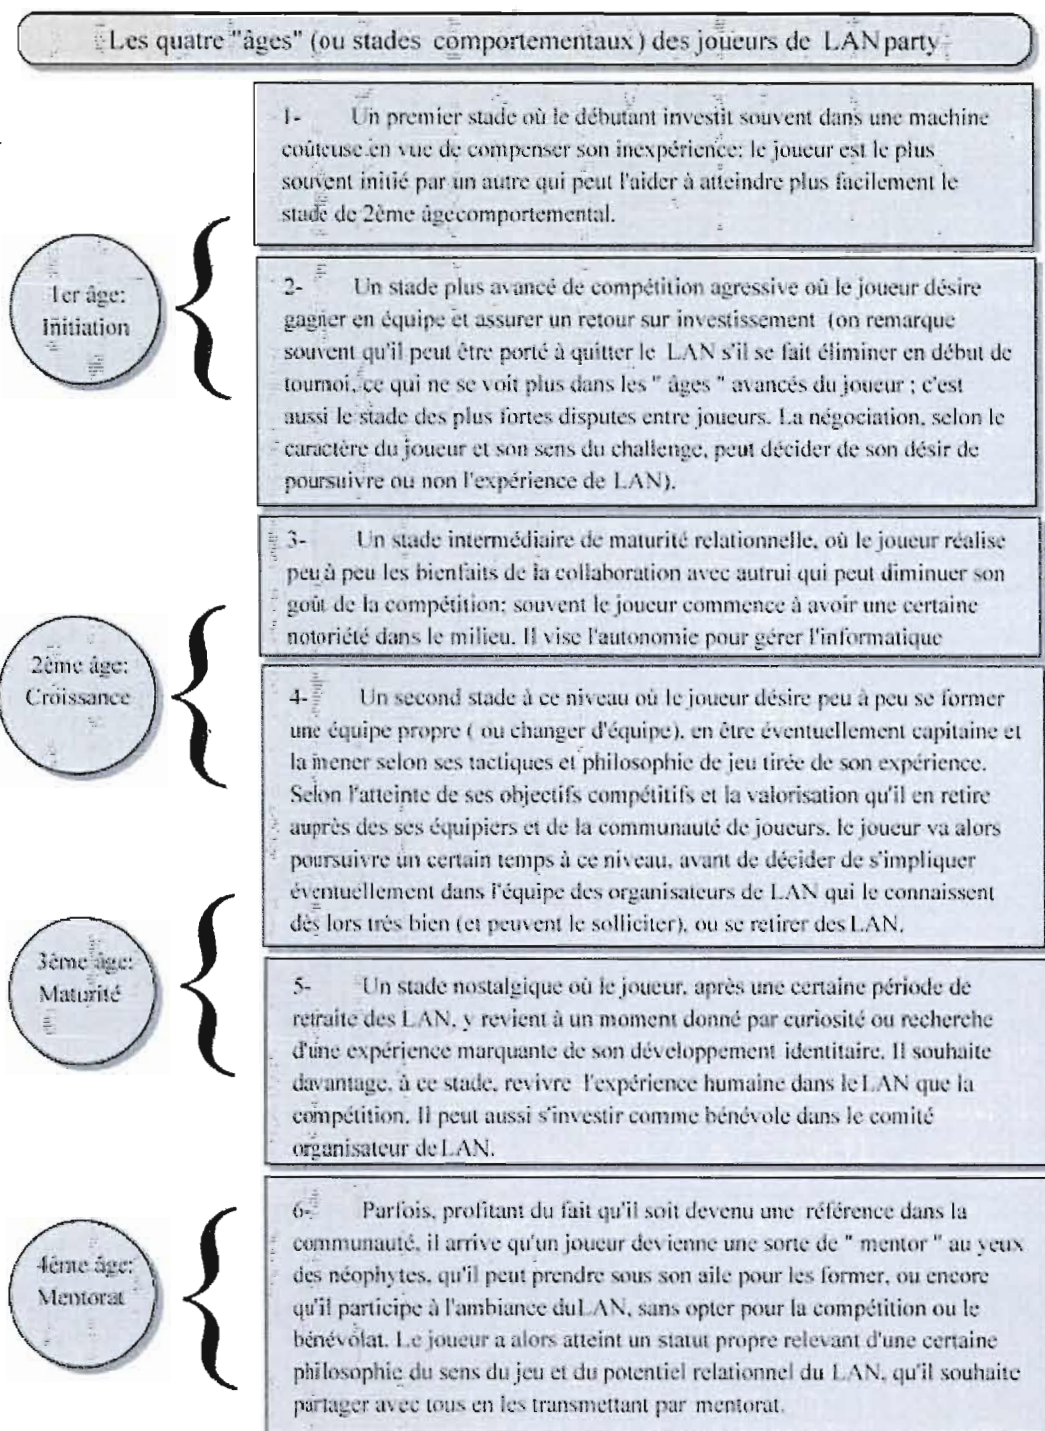 Les quatre "âges" (ou stades comportementaux) des joueurs de LAN party
1- Un premier stade où le débutant investit souvent dans une machine
coûteuse en vue de compenser son inexpérience; le joueur est le plus
souvent initié par un autre qui peut l'aider à atteindre plus facilement le
stade de 2ème âgecomportemental.
1er âge:
Initiation
2- Un stade plus avancé de compétition agressive où le joueur désire
gagner en équipe et assurer un retour sur investissement (on remarque
souvent qu'il peut être porté à quitter le LAN s'il se fait éliminer en début de
tournoi, ce qui ne se voit plus dans les " âges " avancés du joueur ; c'est
aussi le stade des plus fortes disputes entre joueurs. La négociation, selon le
caractère du joueur et son sens du challenge, peut décider de son désir de
poursuivre ou non l'expérience de LAN).
3- Un stade intermédiaire de maturité relationnelle, où le joueur réalise
peu à peu les bienfaits de la collaboration avec autrui qui peut diminuer son
goût de la compétition; souvent le joueur commence à avoir une certaine
notoriété dans le milieu. Il vise l'autonomie pour gérer l'informatique
2ème âge:
Croissance
4- Un second stade à ce niveau où le joueur désire peu à peu se former
une équipe propre ( ou changer d'équipe), en être éventuellement capitaine et
la mener selon ses tactiques et philosophie de jeu tirée de son expérience.
Selon l'atteinte de ses objectifs compétitifs et la valorisation qu'il en retire
auprès des ses équipiers et de la communauté de joueurs, le joueur va alors
poursuivre un certain temps à ce niveau, avant de décider de s'impliquer
éventuellement dans l'équipe des organisateurs de LAN qui le connaissent
dès lors très bien (et peuvent le solliciter), ou se retirer des LAN.
3ème âge:
Maturité
5- Un stade nostalgique où le joueur, après une certaine période de
retraite des LAN, y revient à un moment donné par curiosité ou recherche
d'une expérience marquante de son développement identitaire. Il souhaite
davantage, à ce stade, revivre l'expérience humaine dans le LAN que la
compétition. Il peut aussi s'investir comme bénévole dans le comité
organisateur de LAN.
4ème âge:
Mentorat
6- Parfois, profitant du fait qu'il soit devenu une référence dans la
communauté, il arrive qu'un joueur devienne une sorte de " mentor " au yeux
des néophytes, qu'il peut prendre sous son aile pour les former, ou encore
qu'il participe à l'ambiance du LAN, sans opter pour la compétition ou le
bénévolat. Le joueur a alors atteint un statut propre relevant d'une certaine
philosophie du sens du jeu et du potentiel relationnel du LAN, qu'il souhaite
partager avec tous en les transmettant par mentorat.